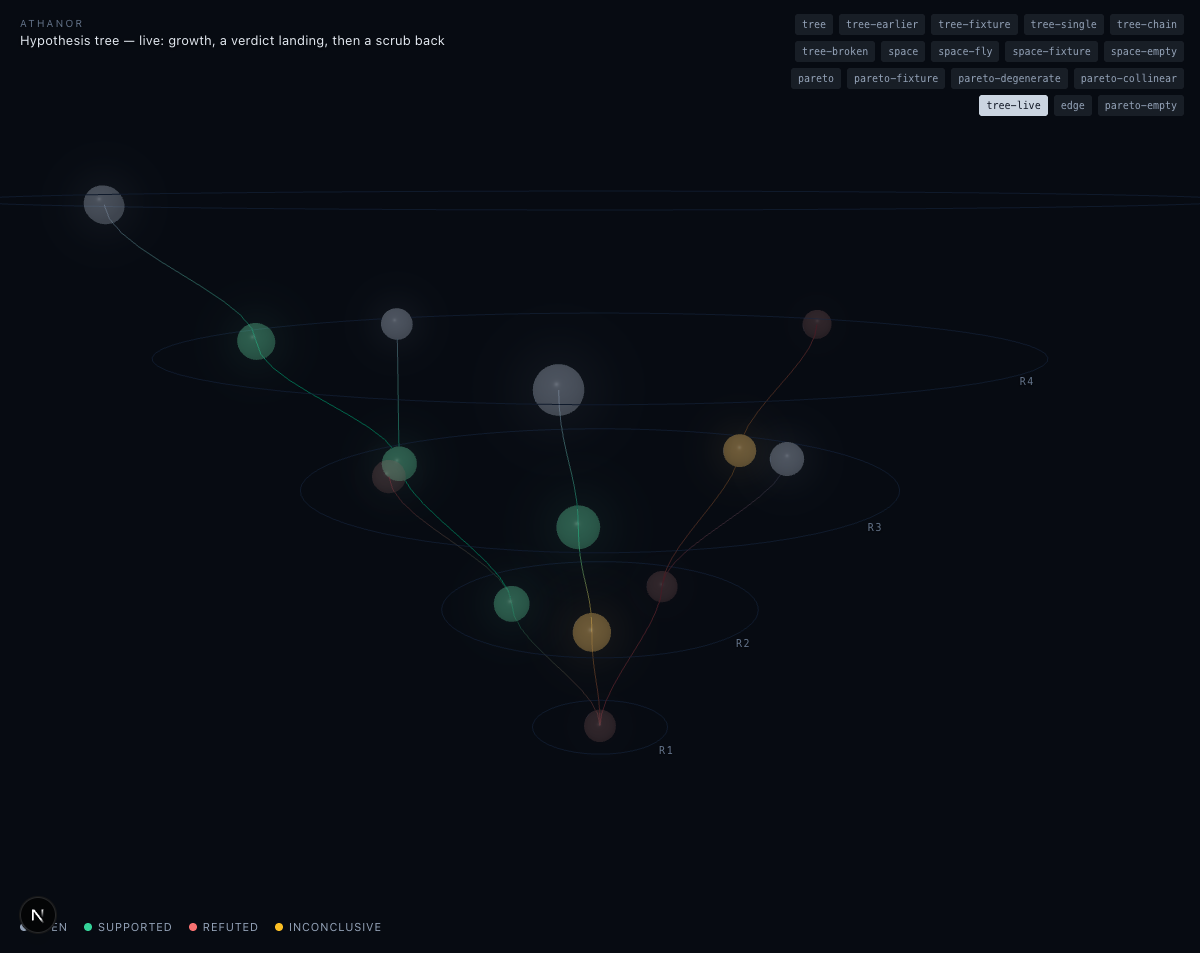 ATHANOR
Hypothesis tree — live: growth, a verdict landing, then a scrub back
tree tree-earlier tree-fixture tree-single tree-chain
tree-broken space space-fly space-fixture space-empty
pareto pareto-fixture pareto-degenerate pareto-collinear
tree-live edge pareto-empty
R4
R3
R2
R1
N EN SUPPORTED REFUTED INCONCLUSIVE